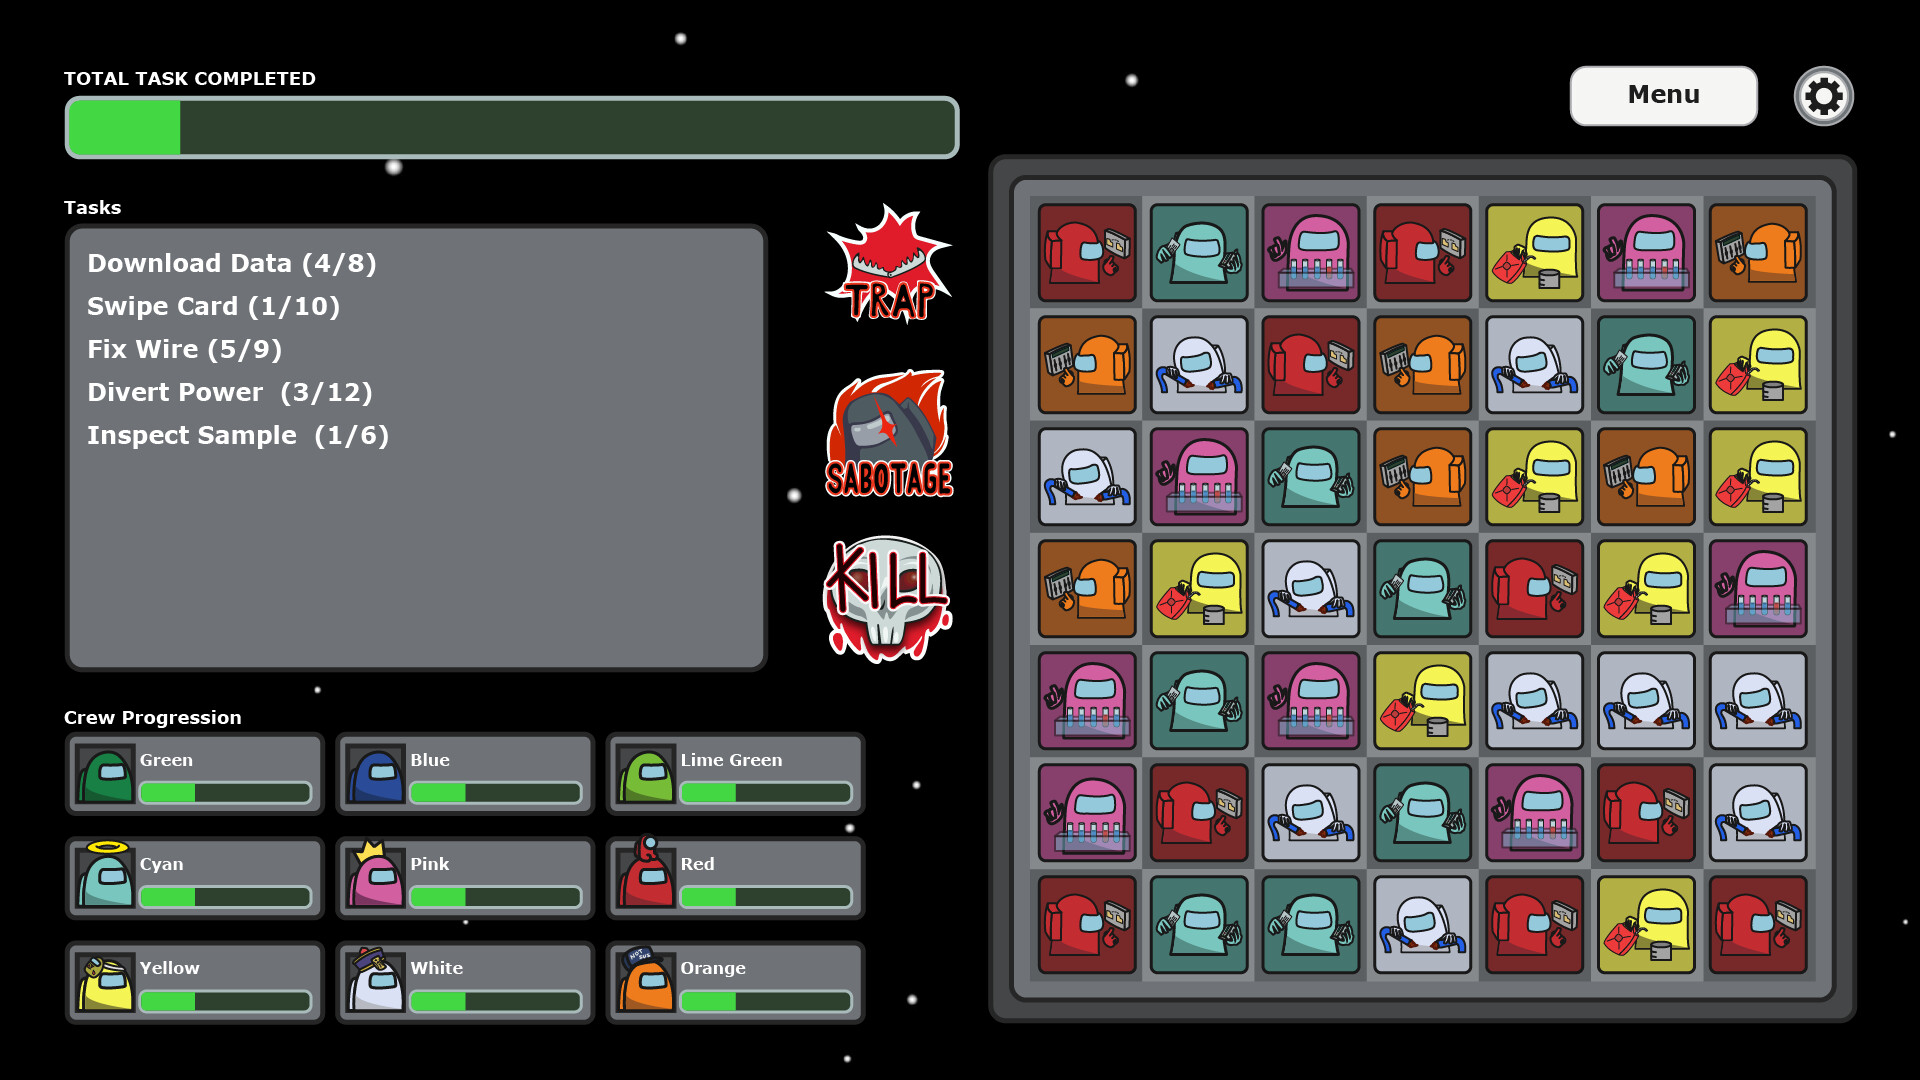 TOTAL TASK COMPLETED
Menu
Tasks
Download Data (4/8)
Swipe Card (1/10)
Fix Wire (5/9)
Divert Power  (3/12)
Inspect Sample  (1/6)
TRAP
SABOTAGE
KILL
Crew Progression
Green
Blue
Lime Green
Cyan
Pink
Red
Yellow
White
Orange